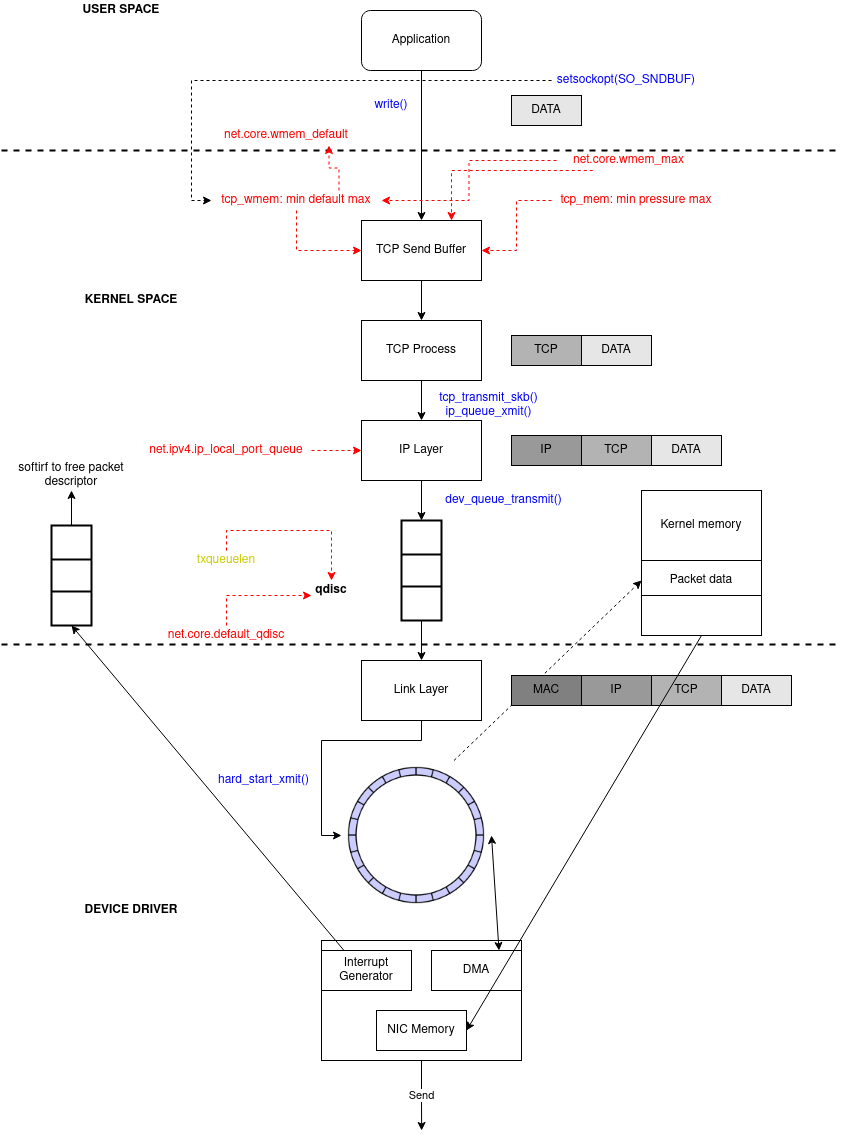 USER SPACE
Application
setsockopt(SO_SNDBUF)
write()
DATA
net.core.wmem_default
net.core.wmem_max
tcp_wmem: min default max
tcp_mem: min pressure max
TCP Send Buffer
KERNEL SPACE
TCP Process
TCP
DATA
tcp_transmit_skb()
ip_queue_xmit()
net.ipv4.ip_local_port_queue
IP Layer
IP
TCP
DATA
softirf to free packet
descriptor
dev_queue_transmit()
Kernel memory
txqueuelen
Packet data
qdisc
net.core.default_qdisc
Link Layer
MAC
IP
TCP
DATA
hard_start_xmit()
DEVICE DRIVER
Interrupt
Generator
DMA
NIC Memory
Send